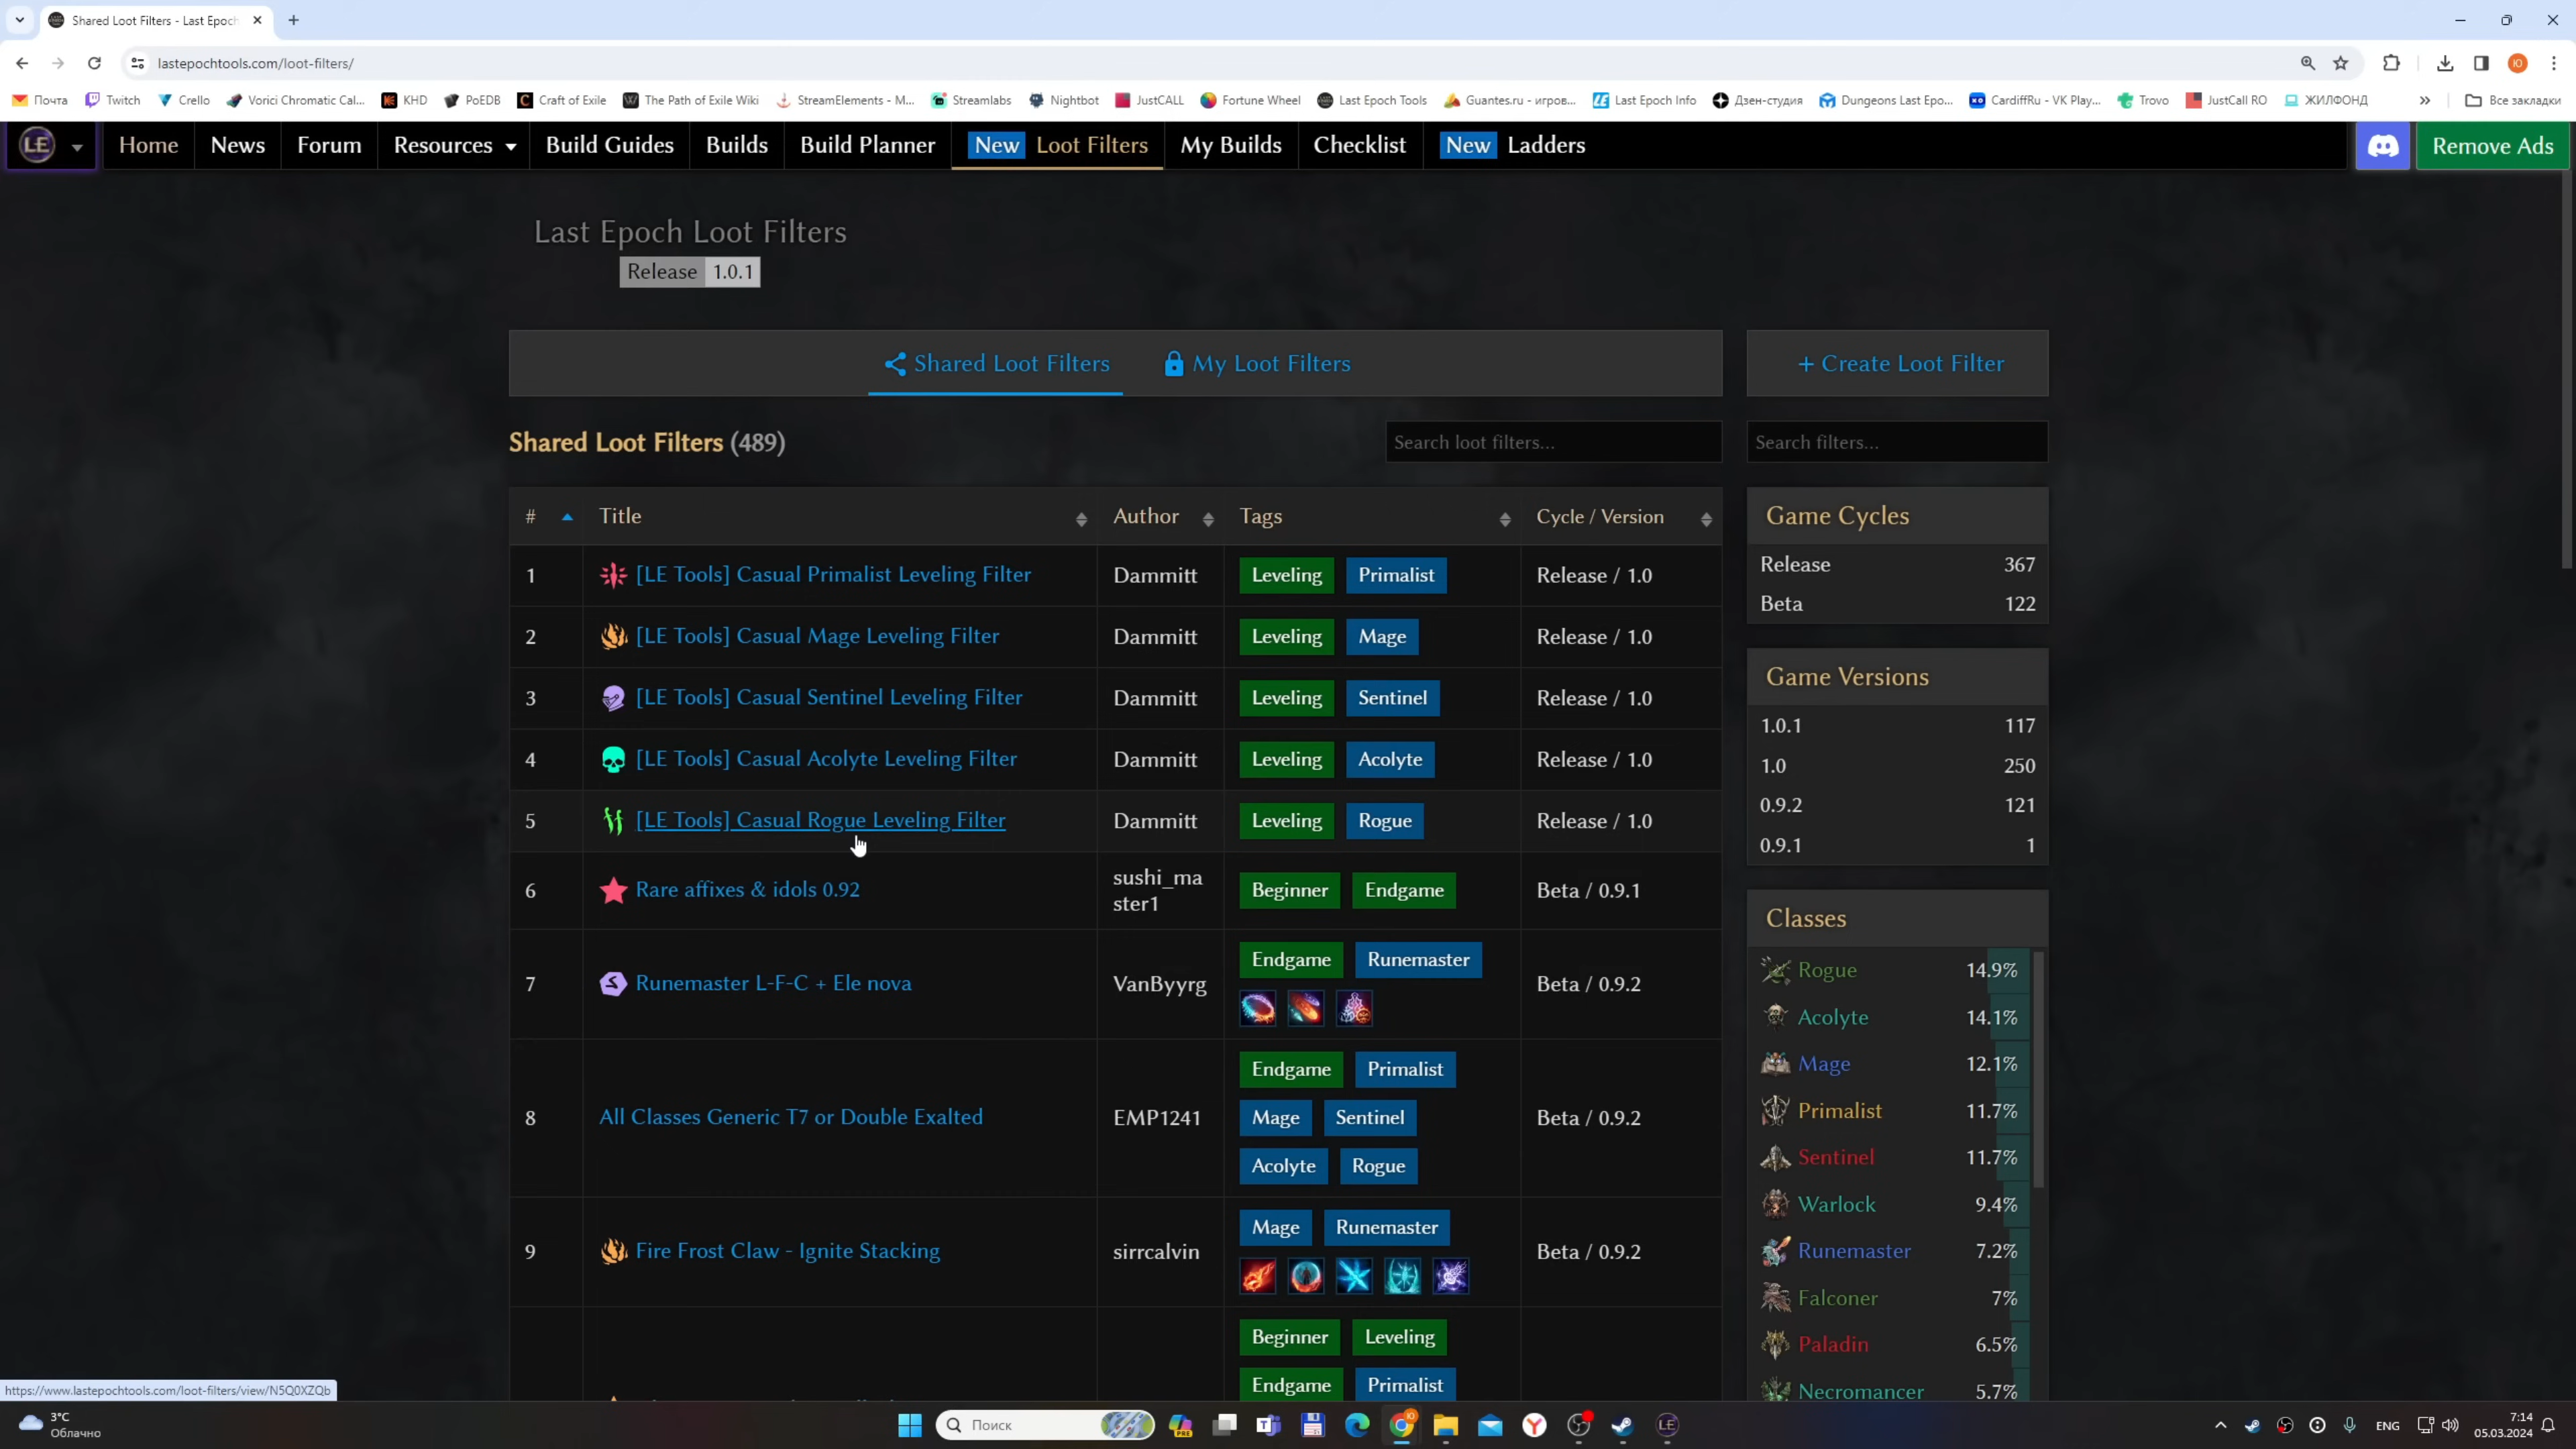 Shared Loot Filters - Last Epoch
lastepochtools.com/loot-filters/
Почта Twitch Crello Vorici Chromatic Cal... KHD PoEDB Craft of Exile The Path of Exile Wiki StreamElements - M... Streamlabs Nightbot JustCALL Fortune Wheel Last Epoch Tools Guantes.ru - игров... Last Epoch Info Дзен-студия Dungeons Last Epo... CardiffRu - VK Play... Trovo JustCall RO ЖИЛФОНД » Все закладки
LE Home News Forum Resources Build Guides Builds Build Planner New Loot Filters My Builds Checklist New Ladders Remove Ads
Last Epoch Loot Filters
Release 1.0.1
Shared Loot Filters My Loot Filters + Create Loot Filter
Shared Loot Filters (489) Search loot filters... Search filters...
# Title Author Tags Cycle / Version
1 [LE Tools] Casual Primalist Leveling Filter Dammitt Leveling Primalist Release / 1.0
2 [LE Tools] Casual Mage Leveling Filter Dammitt Leveling Mage Release / 1.0
3 [LE Tools] Casual Sentinel Leveling Filter Dammitt Leveling Sentinel Release / 1.0
4 [LE Tools] Casual Acolyte Leveling Filter Dammitt Leveling Acolyte Release / 1.0
5 [LE Tools] Casual Rogue Leveling Filter Dammitt Leveling Rogue Release / 1.0
6 Rare affixes & idols 0.92 sushi_ma
ster1 Beginner Endgame Beta / 0.9.1
7 Runemaster L-F-C + Ele nova VanByyrg Endgame Runemaster Beta / 0.9.2
8 All Classes Generic T7 or Double Exalted EMP1241 Endgame Primalist
Mage Sentinel Beta / 0.9.2
Acolyte Rogue
9 Fire Frost Claw - Ignite Stacking sirrcalvin Mage Runemaster Beta / 0.9.2
Beginner Leveling
Endgame Primalist
Game Cycles
Release 367
Beta 122
Game Versions
1.0.1 117
1.0 250
0.9.2 121
0.9.1 1
Classes
Rogue 14.9%
Acolyte 14.1%
Mage 12.1%
Primalist 11.7%
Sentinel 11.7%
Warlock 9.4%
Runemaster 7.2%
Falconer 7%
Paladin 6.5%
Necromancer 5.7%
https://www.lastepochtools.com/loot-filters/view/N5Q0XZQb
3°C
Облачно
Поиск
ENG
7:14
05.03.2024